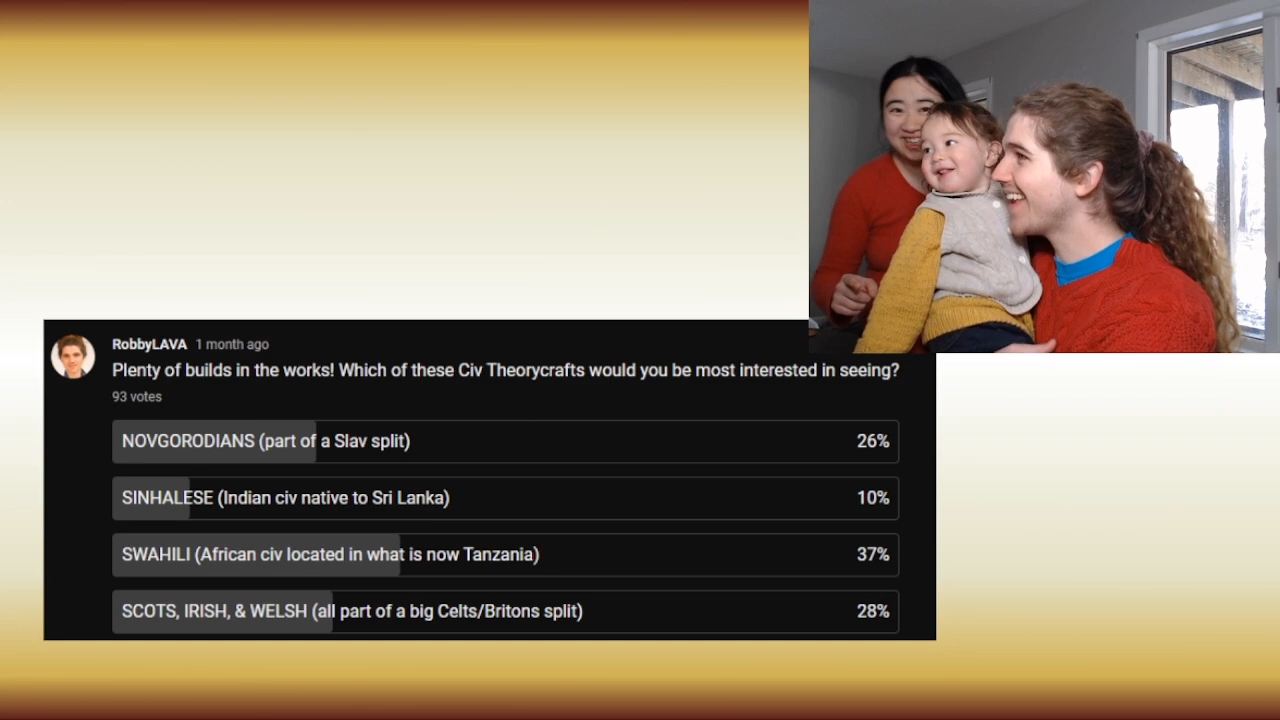 RobbyLAVA 1 month ago
Plenty of builds in the works! Which of these Civ Theorycrafts would you be most interested in seeing?
93 votes
NOVGORODIANS (part of a Slav split) 26%
SINHALESE (Indian civ native to Sri Lanka) 10%
SWAHILI (African civ located in what is now Tanzania) 37%
SCOTS, IRISH, & WELSH (all part of a big Celts/Britons split) 28%